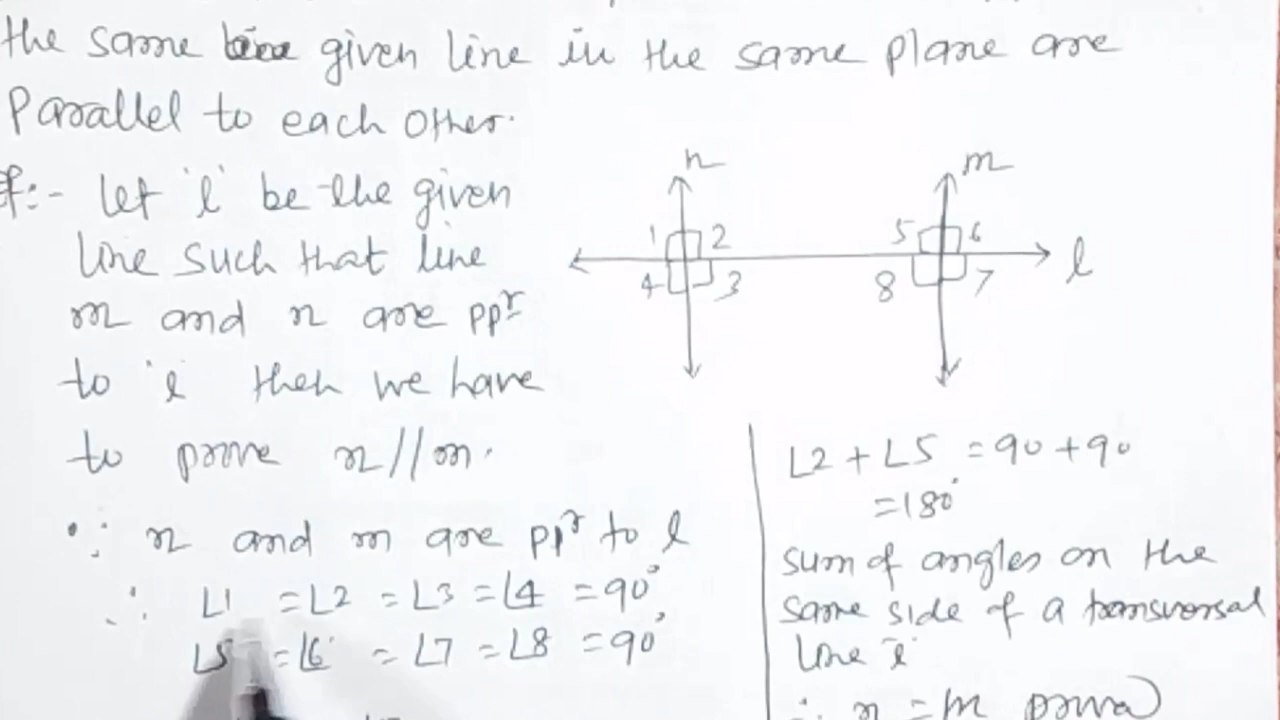 the same line given line in the same plane are
Parallel to each other.
f:- let 'l' be the given
line such that line
m and n are ppr
to 'l then we have
to prove n//m.
∵ n and m are ppr to l
∴ ∠1 = ∠2 = ∠3 = ∠4 = 90°
∠5 = ∠6 = ∠7 = ∠8 = 90°
n
m
1 2
5 6
l
4 3
8 7
∠2 + ∠5 = 90 + 90
= 180°
sum of angles on the
same side of a transversal
line l
∴ n = m